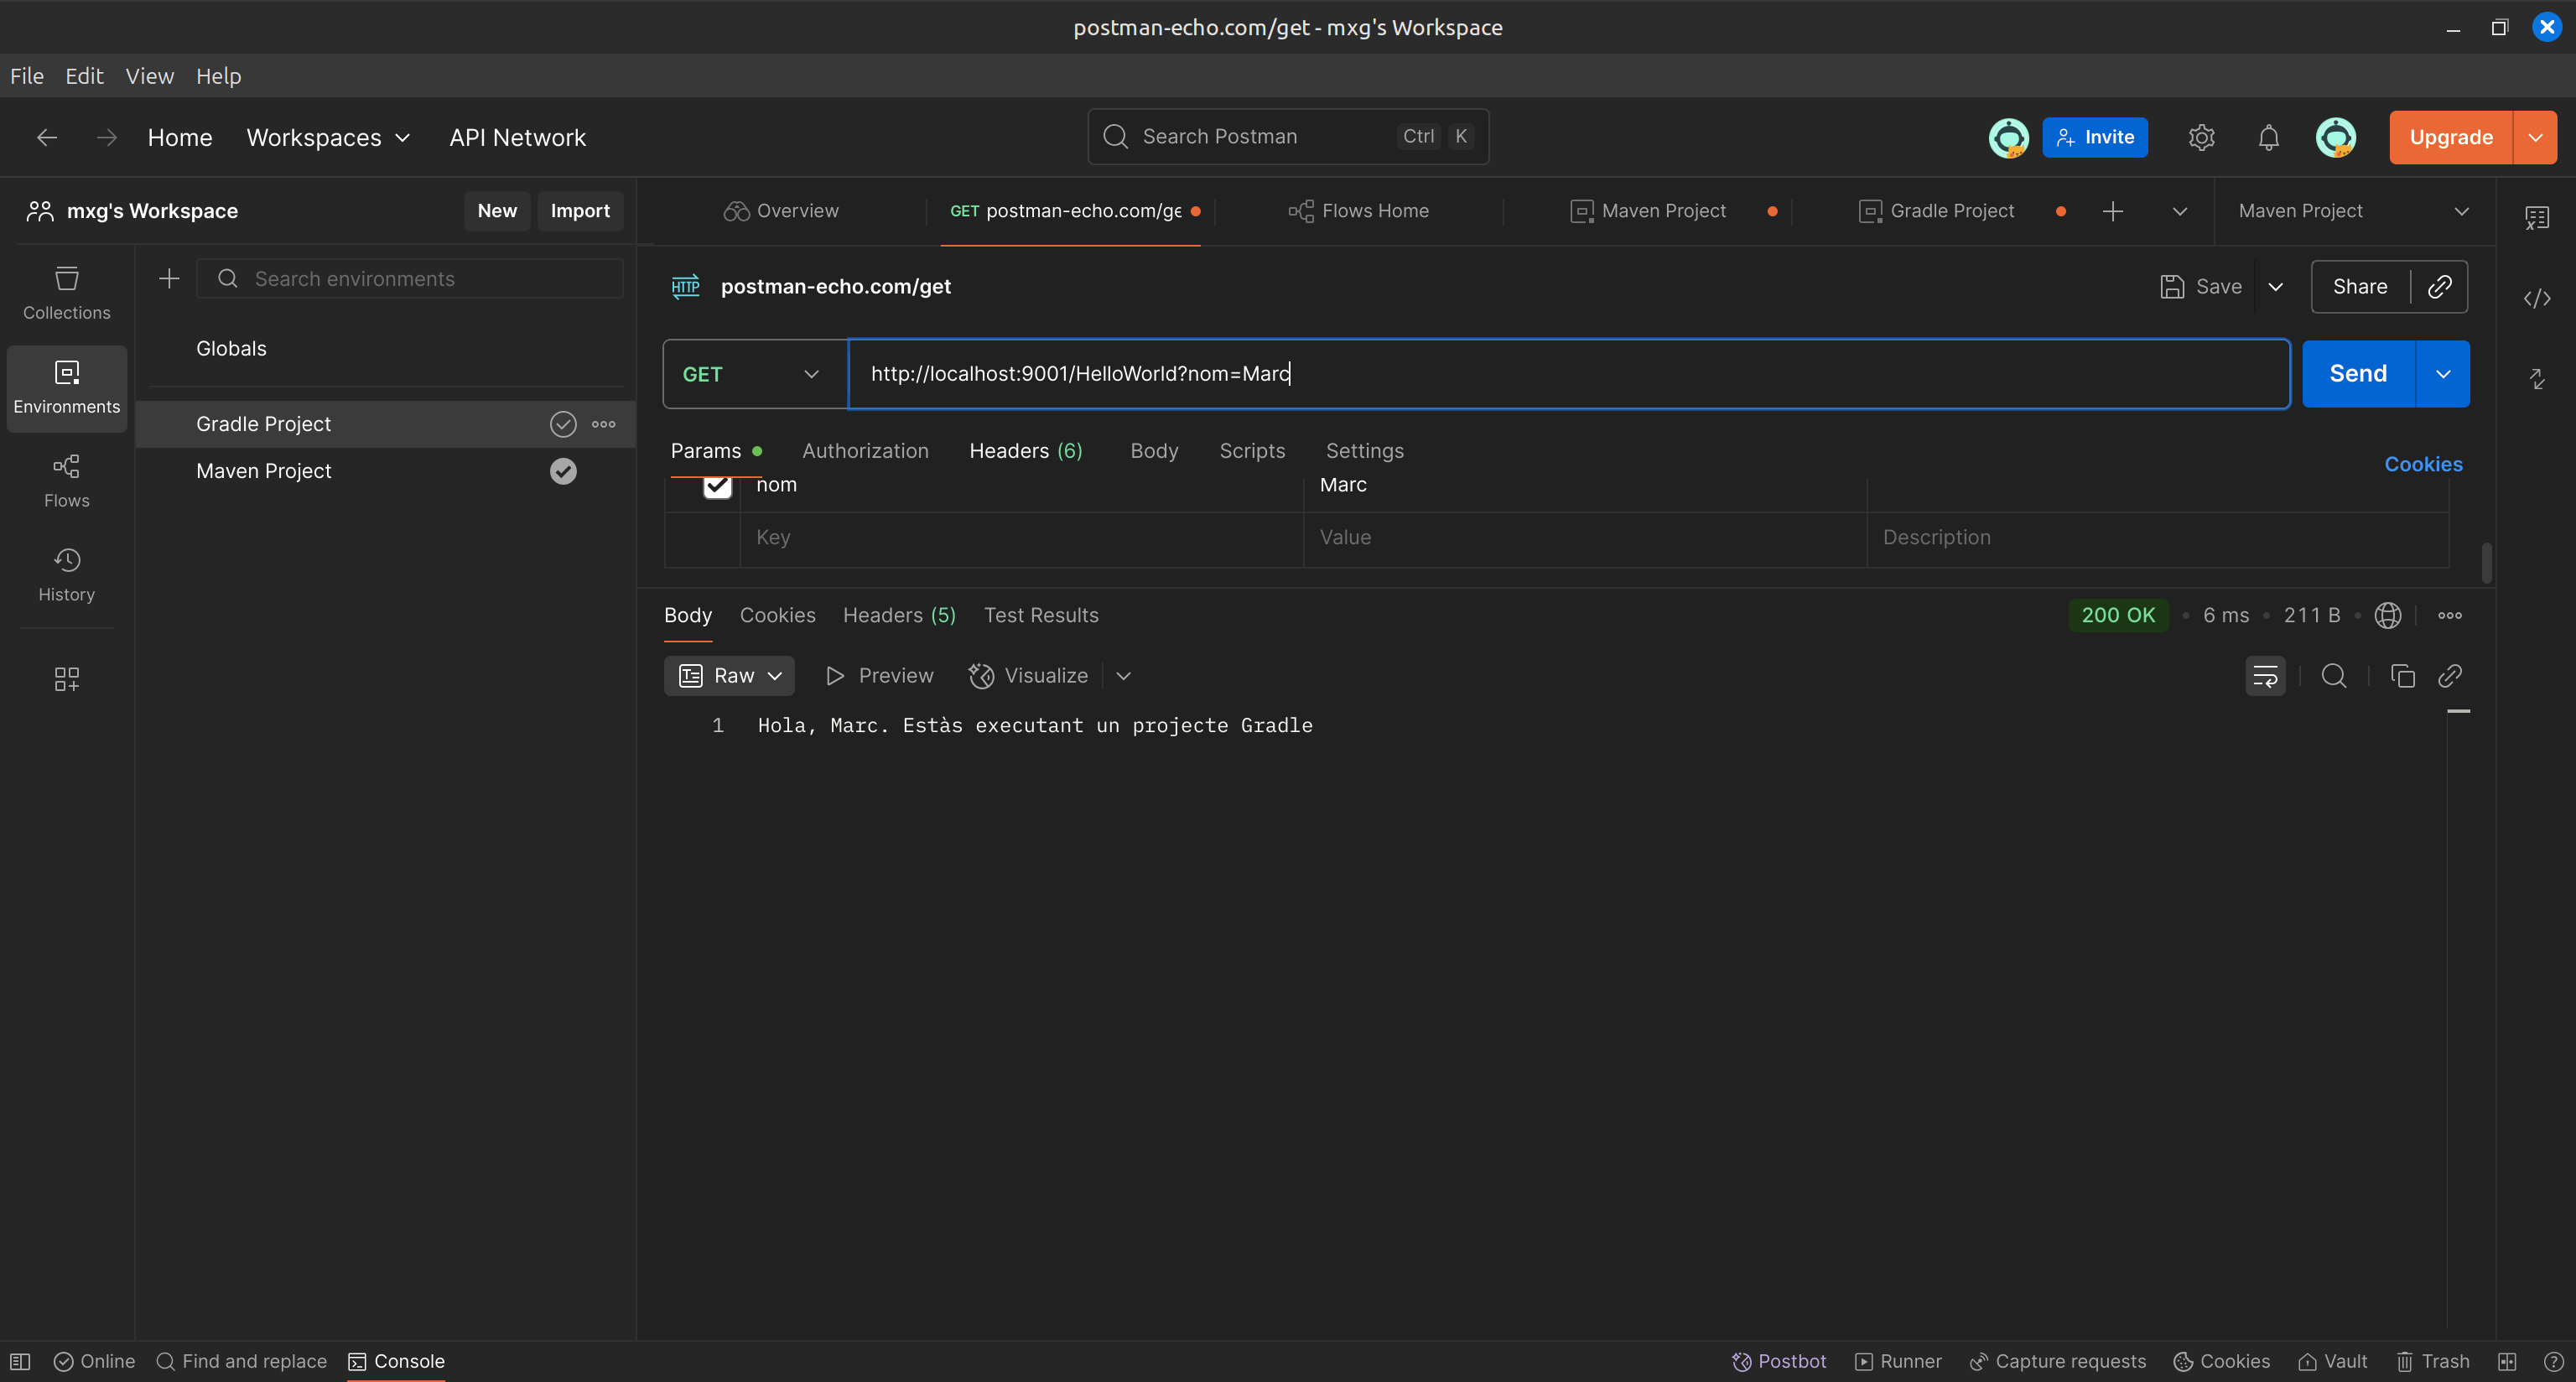 postman-echo.com/get - mxg's Workspace
File Edit View Help
Home Workspaces API Network Search Postman Ctrl K Invite Upgrade
mxg's Workspace New Import
Overview GET postman-echo.com/ge Flows Home Maven Project Gradle Project Maven Project
Collections
Environments
Flows
History
Search environments
Globals
Gradle Project
Maven Project
HTTP postman-echo.com/get Save Share
GET http://localhost:9001/HelloWorld?nom=Marc Send
Params Authorization Headers (6) Body Scripts Settings Cookies
nom Marc
Key Value Description
Body Cookies Headers (5) Test Results 200 OK 6 ms 211 B
Raw Preview Visualize
1 Hola, Marc. Estàs executant un projecte Gradle
Online Find and replace Console Postbot Runner Capture requests Cookies Vault Trash